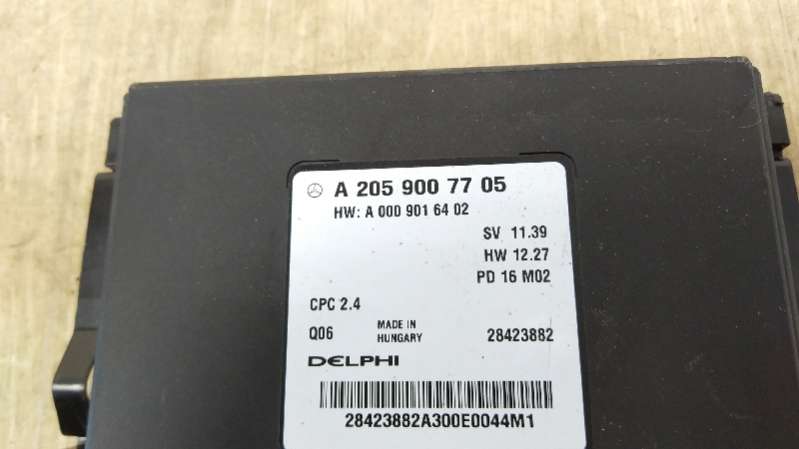 A 205 900 77 05
HW: A 000 901 64 02
SV 11.39
HW 12.27
PD 16 M02
CPC 2.4
Q06
MADE IN
HUNGARY
28423882
DELPHI
28423882A300E0044M1